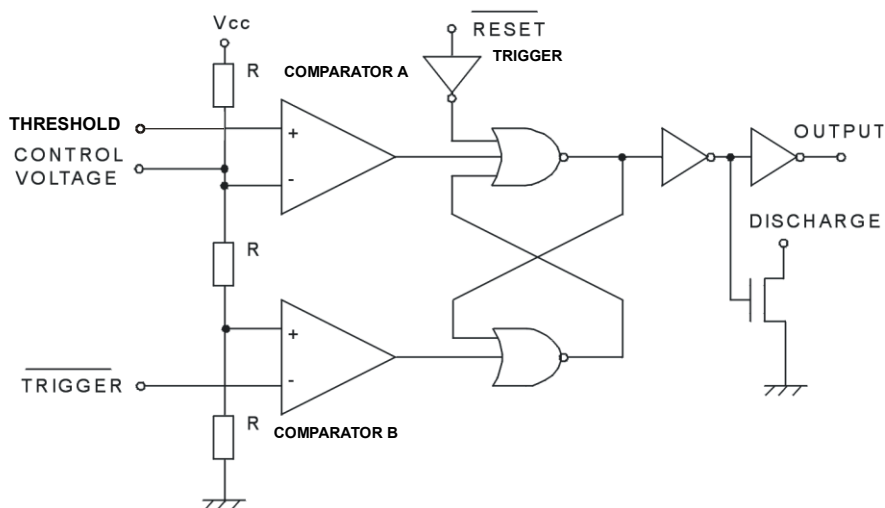 Vcc
RESET
R
COMPARATOR A
TRIGGER
THRESHOLD
+
CONTROL
VOLTAGE
-
OUTPUT
DISCHARGE
R
+
TRIGGER
-
R
COMPARATOR B